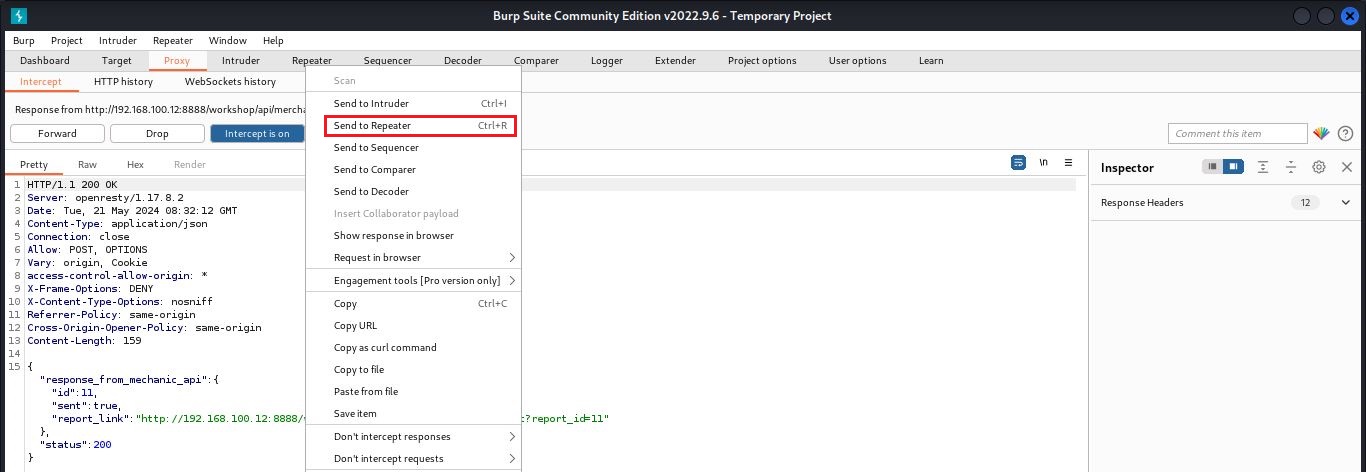 Burp Suite Community Edition v2022.9.6 - Temporary Project
Burp Project Intruder Repeater Window Help
Dashboard Target Proxy Intruder Repeater Sequencer Decoder Comparer Logger Extender Project options User options Learn
Intercept HTTP history WebSockets history
Response from http://192.168.100.12:8888/workshop/api/mercha
Forward Drop Intercept is on Comment this item
Pretty Raw Hex Render \n
1 HTTP/1.1 200 OK
2 Server: openresty/1.17.8.2
3 Date: Tue, 21 May 2024 08:32:12 GMT
4 Content-Type: application/json
5 Connection: close
6 Allow: POST, OPTIONS
7 Vary: origin, Cookie
8 access-control-allow-origin: *
9 X-Frame-Options: DENY
10 X-Content-Type-Options: nosniff
11 Referrer-Policy: same-origin
12 Cross-Origin-Opener-Policy: same-origin
13 Content-Length: 159
14
15 {
"response_from_mechanic_api":{
"id":11,
"sent":true,
"report_link":"http://192.168.100.12:8888/ ?report_id=11"
},
"status":200
}
Scan
Send to Intruder Ctrl+I
Send to Repeater Ctrl+R
Send to Sequencer
Send to Comparer
Send to Decoder
Insert Collaborator payload
Show response in browser
Request in browser
Engagement tools [Pro version only]
Copy Ctrl+C
Copy URL
Copy as curl command
Copy to file
Paste from file
Save item
Don't intercept responses
Don't intercept requests
Inspector
Response Headers 12